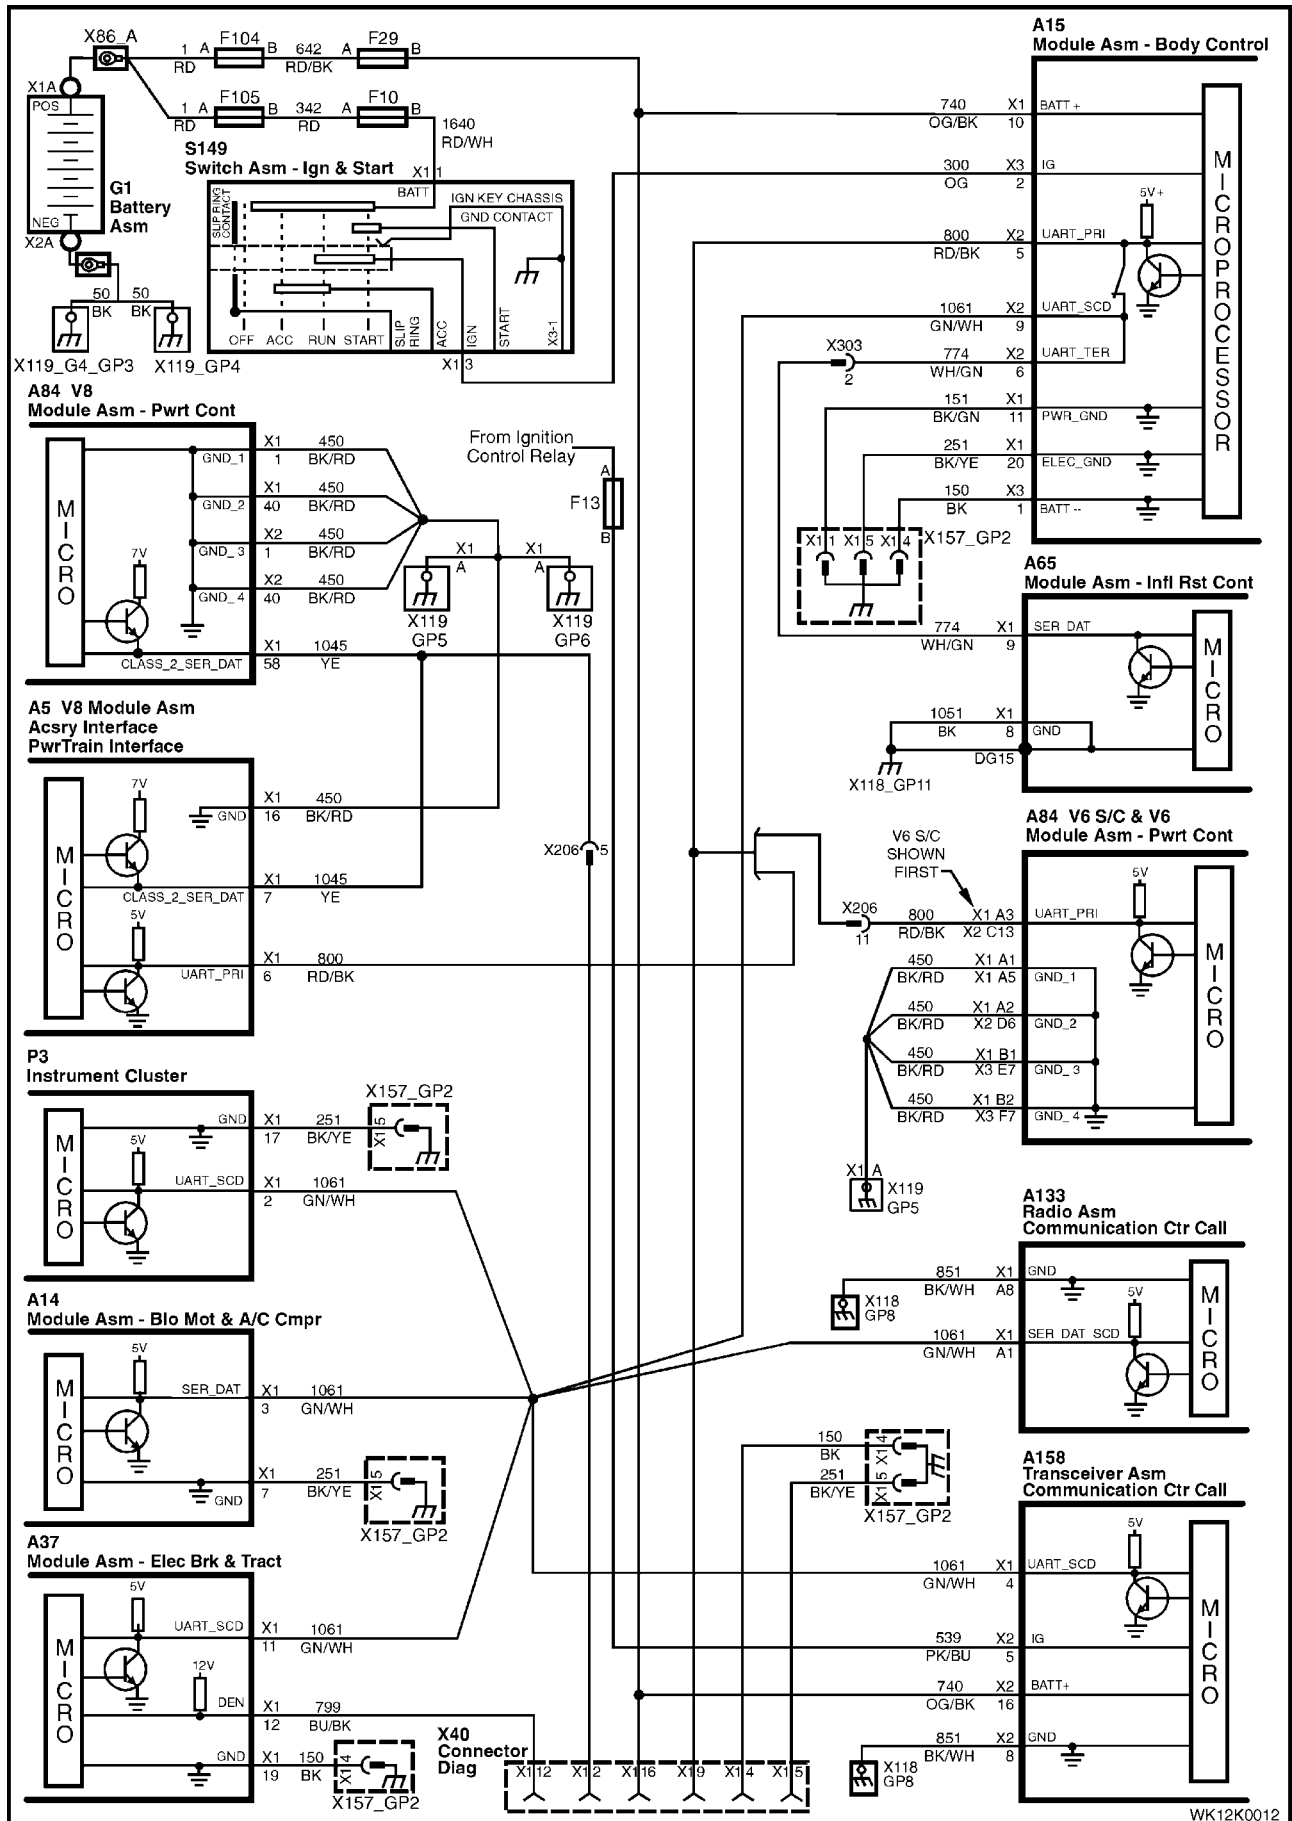 X86_A
1 A F104 B 642 A F29 B
RD RD/BK
X1A
POS
1 A F105 B 342 A F10 B
RD RD
1640
RD/WH
S149
Switch Asm - Ign & Start
X1 1
BATT
G1
Battery
Asm
NEG
X2A
SLIP RING
CONTACT
IGN KEY CHASSIS
GND CONTACT
50 50
BK BK
OFF ACC RUN START
SLIP
RING
ACC
IGN
START
X3-1
X119_G4_GP3 X119_GP4
X1 3
A15
Module Asm - Body Control
740 X1 BATT +
OG/BK 10
300 X3 IG
OG 2
5V+
800 X2 UART_PRI
RD/BK 5
1061 X2 UART_SCD
GN/WH 9
X303
2
774 X2 UART_TER
WH/GN 6
151 X1
BK/GN 11 PWR_GND
251 X1
BK/YE 20 ELEC_GND
150 X3
BK 1 BATT --
MICROPROCESSOR
X1 1 X1 5 X1 4 X157_GP2
A84 V8
Module Asm - Pwrt Cont
MICRO
X1 450
GND_1 1 BK/RD
X1 450
GND_2 40 BK/RD
X2 450
GND_3 1 BK/RD
7V
X2 450
GND_4 40 BK/RD
X1 1045
CLASS_2_SER_DAT 58 YE
X1 X1
A A
X119 X119
GP5 GP6
From Ignition
Control Relay
A
F13
B
A65
Module Asm - Infl Rst Cont
774 X1 SER DAT
WH/GN 9
MICRO
1051 X1
BK 8 GND
DG15
X118_GP11
A5 V8 Module Asm
Acsry Interface
PwrTrain Interface
7V
X1 450
GND 16 BK/RD
MICRO
X1 1045
CLASS_2_SER_DAT 7 YE
5V
X1 800
UART_PRI 6 RD/BK
X206 5
A84 V6 S/C & V6
Module Asm - Pwrt Cont
V6 S/C
SHOWN
FIRST
5V
X206
11
800 X1 A3 UART_PRI
RD/BK X2 C13
450 X1 A1
BK/RD X1 A5 GND_1
450 X1 A2
BK/RD X2 D6 GND_2
450 X1 B1
BK/RD X3 E7 GND_3
450 X1 B2
BK/RD X3 F7 GND_4
MICRO
X1 A
X119
GP5
P3
Instrument Cluster
MICRO
GND X1 251
17 BK/YE
X157_GP2
X1 5
5V
UART_SCD X1 1061
2 GN/WH
A133
Radio Asm
Communication Ctr Call
851 X1 GND
BK/WH A8
X118
GP8
5V
1061 X1 SER DAT SCD
GN/WH A1
MICRO
A14
Module Asm - Blo Mot & A/C Cmpr
5V
MICRO
SER_DAT X1 1061
3 GN/WH
X1 251
GND 7 BK/YE
X1 5
X157_GP2
150
BK
X1 4
251
BK/YE
X1 5
X157_GP2
A158
Transceiver Asm
Communication Ctr Call
5V
1061 X1 UART_SCD
GN/WH 4
539 X2 IG
PK/BU 5
740 X2 BATT+
OG/BK 16
851 X2 GND
BK/WH 8
X118
GP8
MICRO
A37
Module Asm - Elec Brk & Tract
5V
MICRO
UART_SCD X1 1061
11 GN/WH
12V
DEN X1 799
12 BU/BK
GND X1 150
19 BK
X1 4
X157_GP2
X40
Connector
Diag
X1 12 X1 2 X1 16 X1 9 X1 4 X1 5
WK12K0012